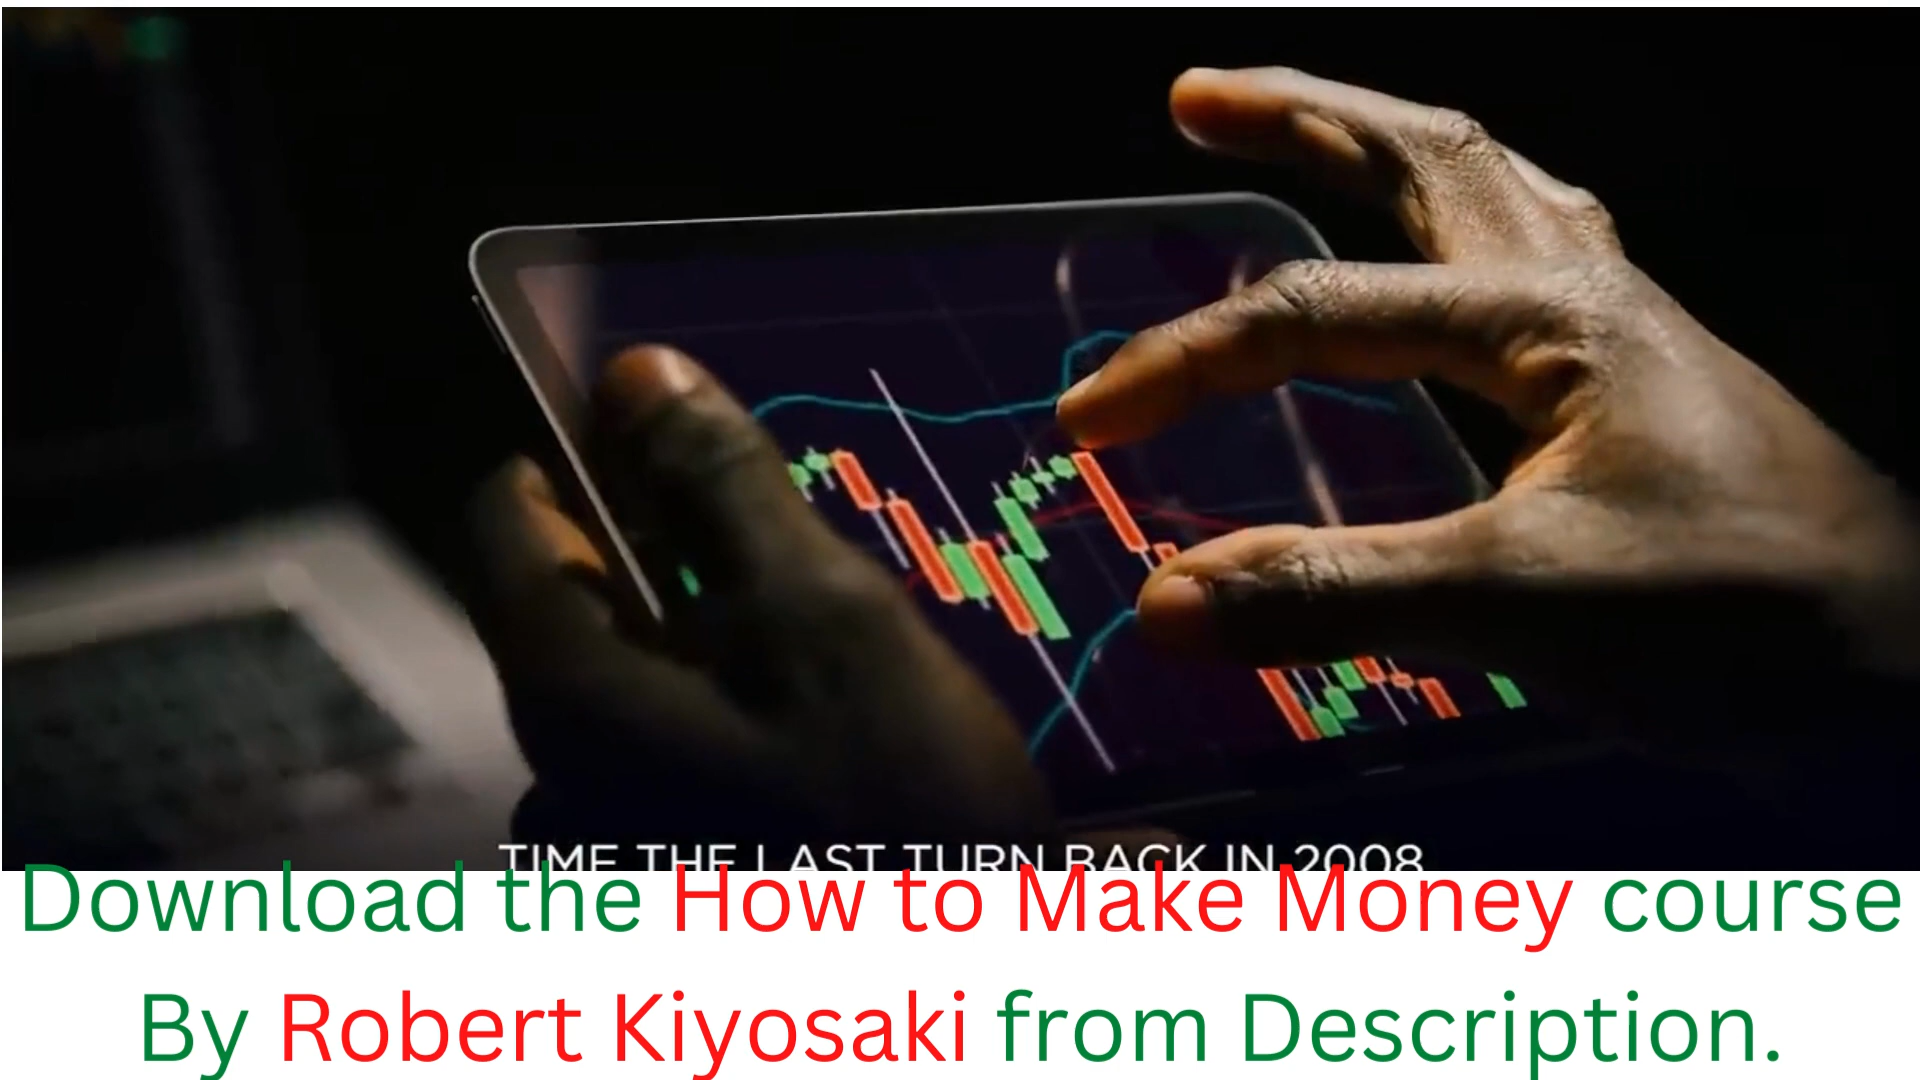 TIME THE LAST TURN BACK IN 2008
Download the How to Make Money course
By Robert Kiyosaki from Description.